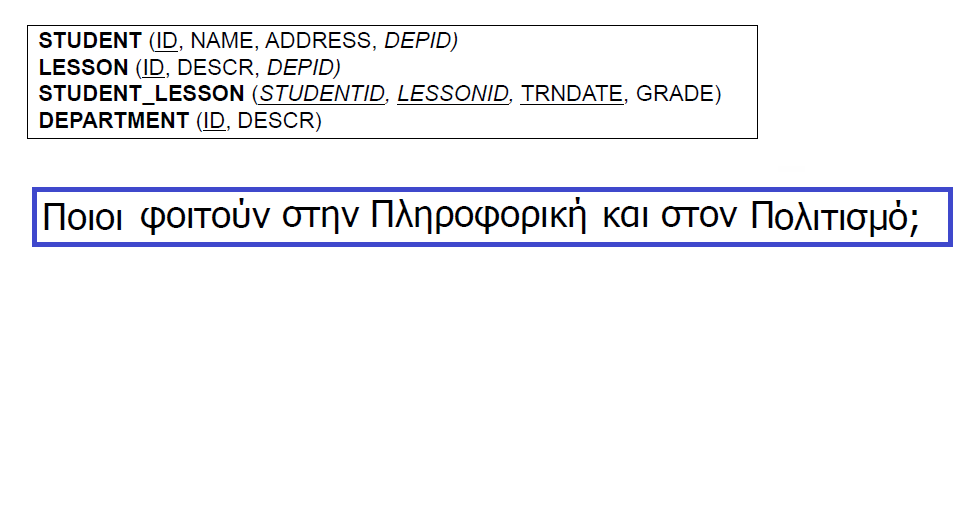 STUDENT (ID, NAME, ADDRESS, DEPID)
LESSON (ID, DESCR, DEPID)
STUDENT_LESSON (STUDENTID, LESSONID, TRNDATE, GRADE)
DEPARTMENT (ID, DESCR)
Ποιοι φοιτούν στην Πληροφορική και στον Πολιτισμό;